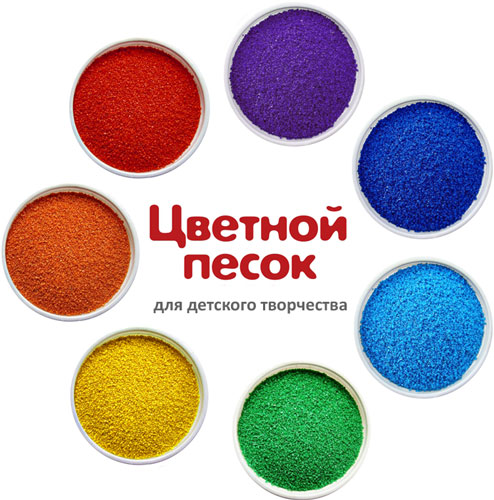 Цветной
песок
для детского творчества